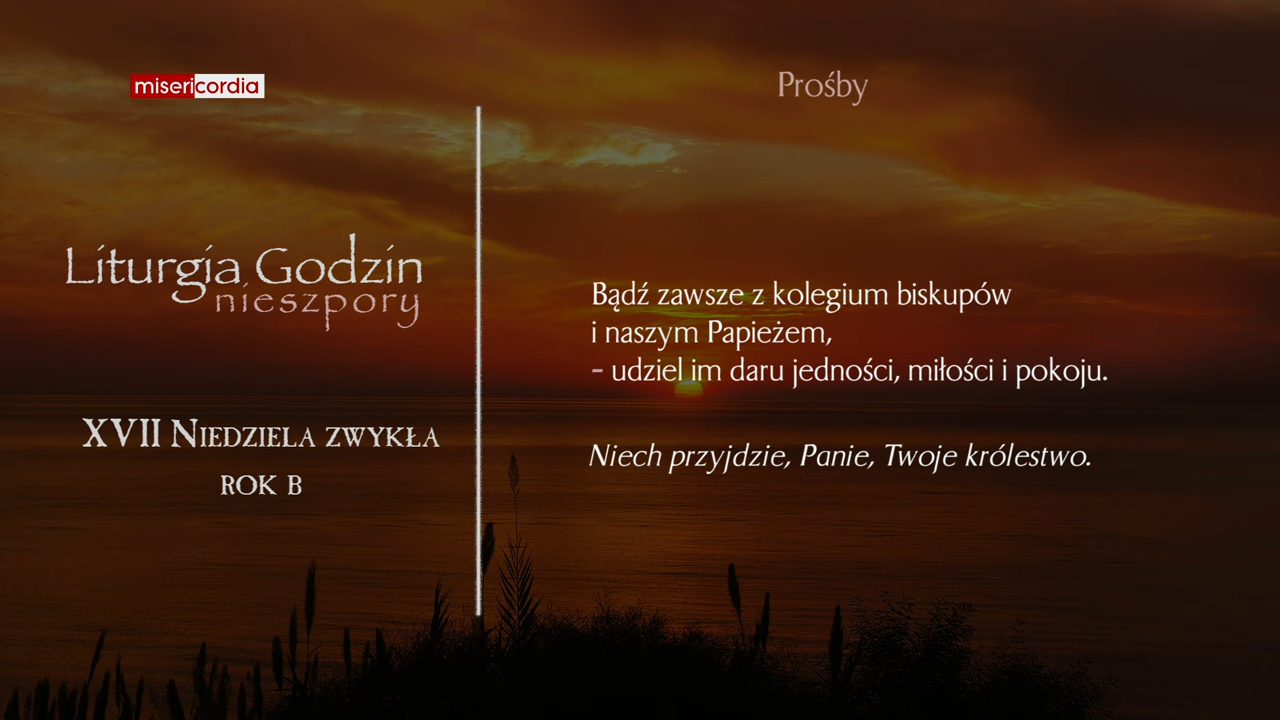 misericordia
Liturgia Godzin
nieszpory
XVII Niedziela zwykła
rok B
Prośby
Bądź zawsze z kolegium biskupów
i naszym Papieżem,
- udziel im daru jedności, miłości i pokoju.
Niech przyjdzie, Panie, Twoje królestwo.